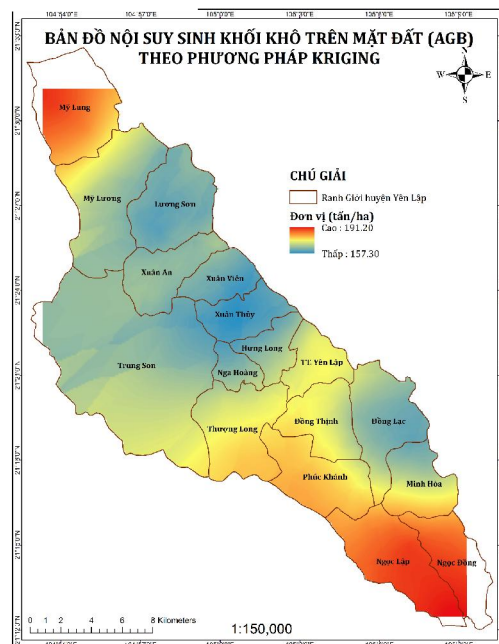 BẢN ĐỒ NỘI SUY SINH KHỐI KHÔ TRÊN MẶT ĐẤT (AGB)
THEO PHƯƠNG PHÁP KRIGING
N
W E
S
Mỹ Lung
CHÚ GIẢI
Ranh Giới huyện Yên Lập
Đơn vị (tấn/ha)
Cao : 191.20
Thấp : 157.30
Mỹ Lương
Lương Sơn
Xuân An
Xuân Viên
Xuân Thủy
Hưng Long
TT. Yên Lập
Trung Sơn
Nga Hoàng
Thượng Long
Đồng Thịnh
Đồng Lạc
Phúc Khánh
Minh Hòa
Ngọc Lập
Ngọc Đồng
0 1 2 4 6 8 Kilometers
1:150,000